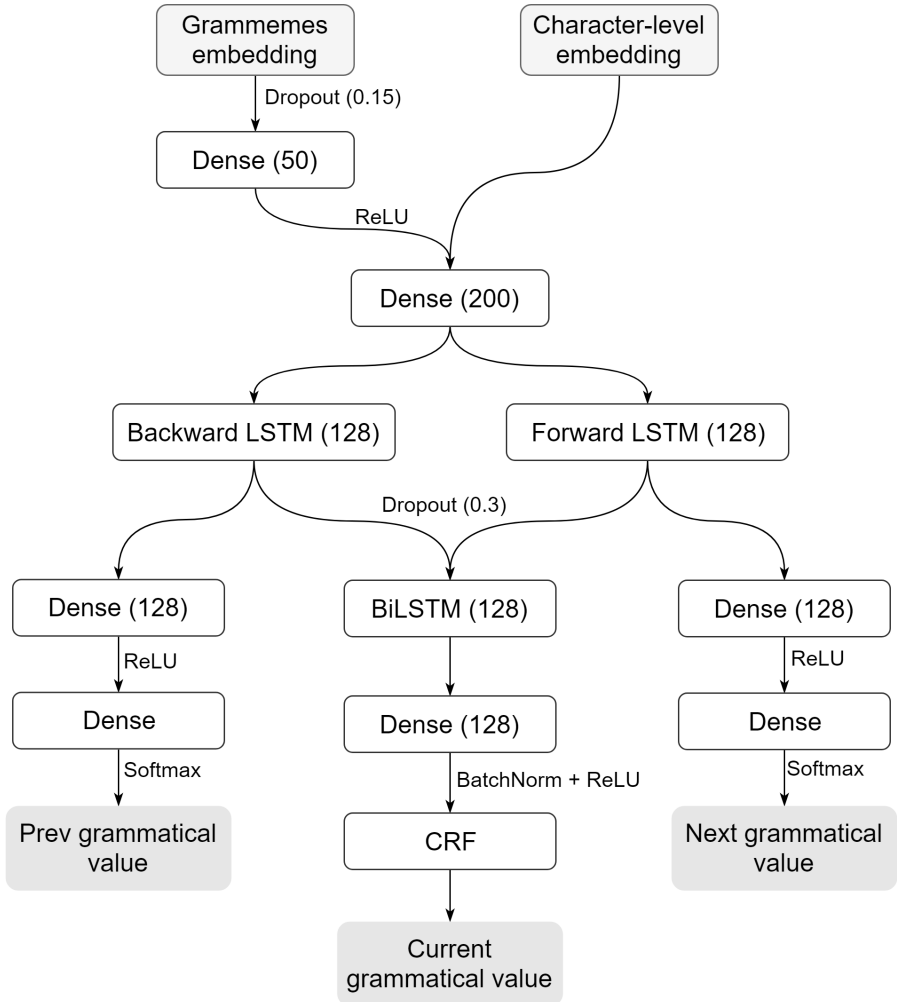 Grammemes
embedding
Character-level
embedding
Dropout (0.15)
Dense (50)
ReLU
Dense (200)
Backward LSTM (128)
Forward LSTM (128)
Dropout (0.3)
Dense (128)
BiLSTM (128)
Dense (128)
ReLU
ReLU
Dense
Dense (128)
Dense
Softmax
BatchNorm + ReLU
Softmax
Prev grammatical
value
CRF
Next grammatical
value
Current
grammatical value